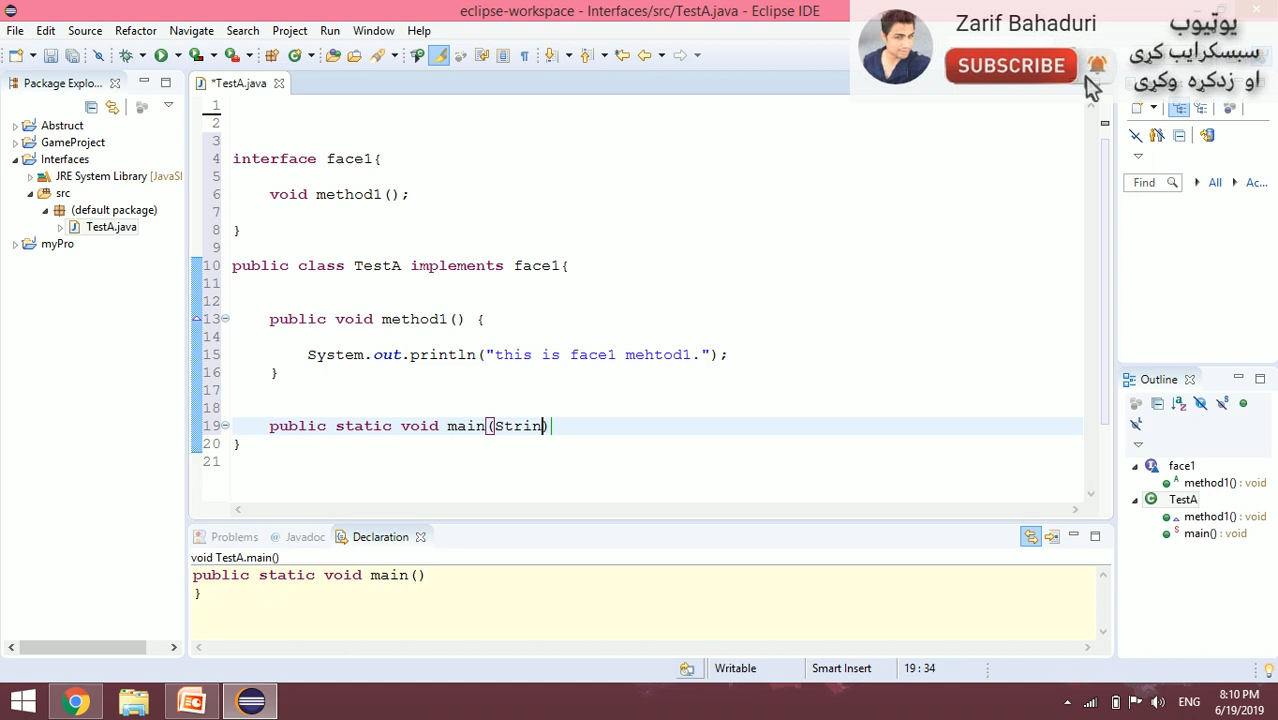 eclipse-workspace - Interfaces/src/TestA.java - Eclipse IDE
File Edit Source Refactor Navigate Search Project Run Window Help
Zarif Bahaduri
SUBSCRIBE
یوټیوب
سبسکرایب کړی
او زدکړه وکړی
Package Explo...
Abstruct
GameProject
Interfaces
JRE System Library [JavaSI
src
(default package)
TestA.java
myPro
*TestA.java
1
2
3
4 interface face1{
5
6 void method1();
7
8 }
9
10 public class TestA implements face1{
11
12
13 public void method1() {
14
15 System.out.println("this is face1 mehtod1.");
16 }
17
18
19 public static void main(Strin)
20 }
21
Problems @ Javadoc Declaration
void TestA.main()
public static void main()
}
Find All Ac...
Outline
face1
method1() : void
TestA
method1() : void
main() : void
Writable Smart Insert 19 : 34
ENG
8:10 PM
6/19/2019